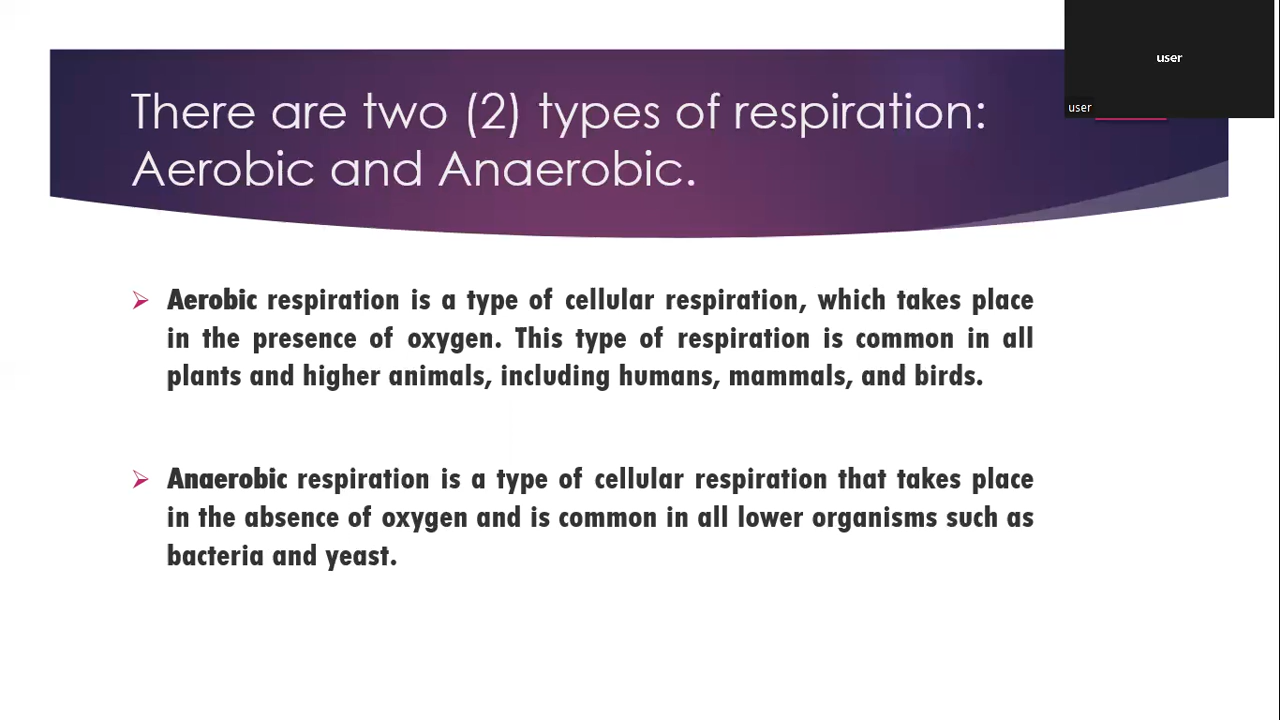 There are two (2) types of respiration:
Aerobic and Anaerobic.
user
user
Aerobic respiration is a type of cellular respiration, which takes place
in the presence of oxygen. This type of respiration is common in all
plants and higher animals, including humans, mammals, and birds.
Anaerobic respiration is a type of cellular respiration that takes place
in the absence of oxygen and is common in all lower organisms such as
bacteria and yeast.